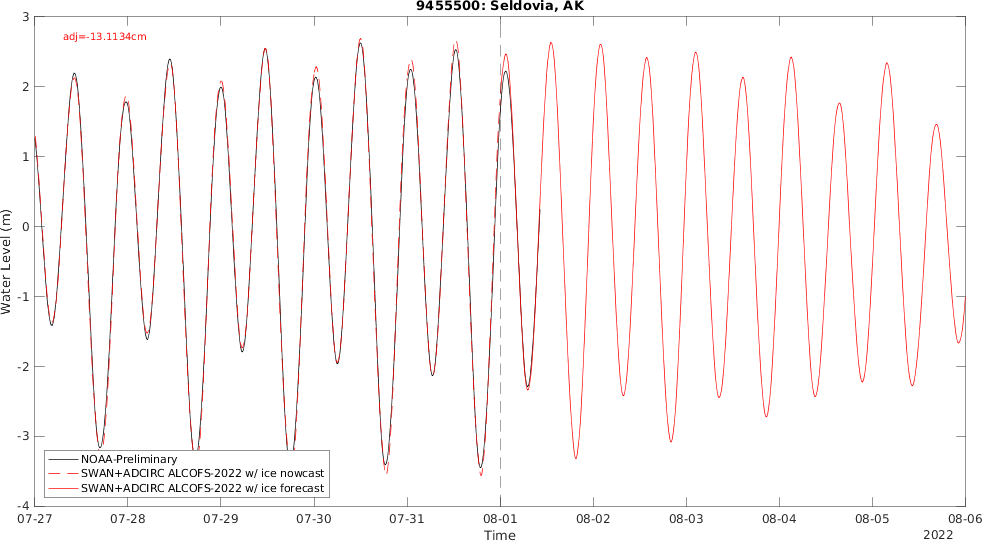 9455500: Seldovia, AK
adj=-13.1134cm
3
2
1
0
-1
-2
-3
-4
Water Level (m)
NOAA-Preliminary
SWAN+ADCIRC ALCOFS-2022 w/ ice nowcast
SWAN+ADCIRC ALCOFS-2022 w/ ice forecast
07-27 07-28 07-29 07-30 07-31 08-01 08-02 08-03 08-04 08-05 08-06
Time
2022